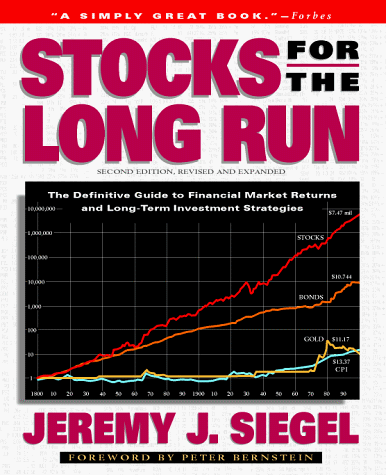 "A SIMPLY GREAT BOOK."—Forbes
STOCKS FOR THE
LONG RUN
SECOND EDITION, REVISED AND EXPANDED
The Definitive Guide to Financial Market Returns
and Long-Term Investment Strategies
10,000,000
$7.47 mil
1,000,000
STOCKS
100,000
10,000
$10.744
1,000
BONDS
100
GOLD $11.17
10
$13.37
CPI
1
1800 10 20 30 40 50 60 70 80 90 1900 10 20 30 40 50 60 70 80 90
JEREMY J. SIEGEL
FOREWORD BY PETER BERNSTEIN